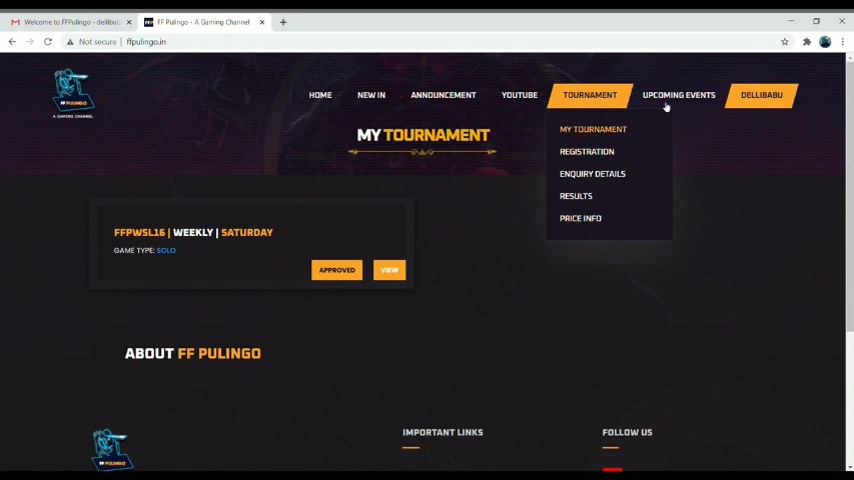 Welcome to FFPulingo - dellibab
FF Pulingo - A Gaming Channel
Not secure | ffpulingo.in
FF PULINGO
A GAMING CHANNEL
HOME
NEW IN
ANNOUNCEMENT
YOUTUBE
TOURNAMENT
UPCOMING EVENTS
DELLIBABU
MY TOURNAMENT
MY TOURNAMENT
REGISTRATION
ENQUIRY DETAILS
RESULTS
PRICE INFO
FFPWSL16 | WEEKLY | SATURDAY
GAME TYPE: SOLO
APPROVED
VIEW
ABOUT FF PULINGO
FF PULINGO
IMPORTANT LINKS
FOLLOW US